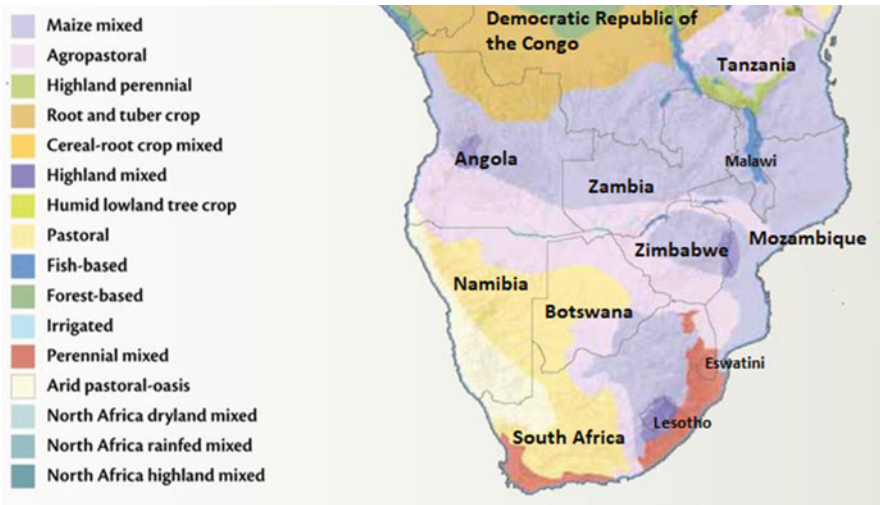 Maize mixed
Agropastoral
Highland perennial
Root and tuber crop
Cereal-root crop mixed
Highland mixed
Humid lowland tree crop
Pastoral
Fish-based
Forest-based
Irrigated
Perennial mixed
Arid pastoral-oasis
North Africa dryland mixed
North Africa rainfed mixed
North Africa highland mixed
Democratic Republic of
the Congo
Tanzania
Angola
Malawi
Zambia
Zimbabwe
Mozambique
Namibia
Botswana
Eswatini
Lesotho
South Africa